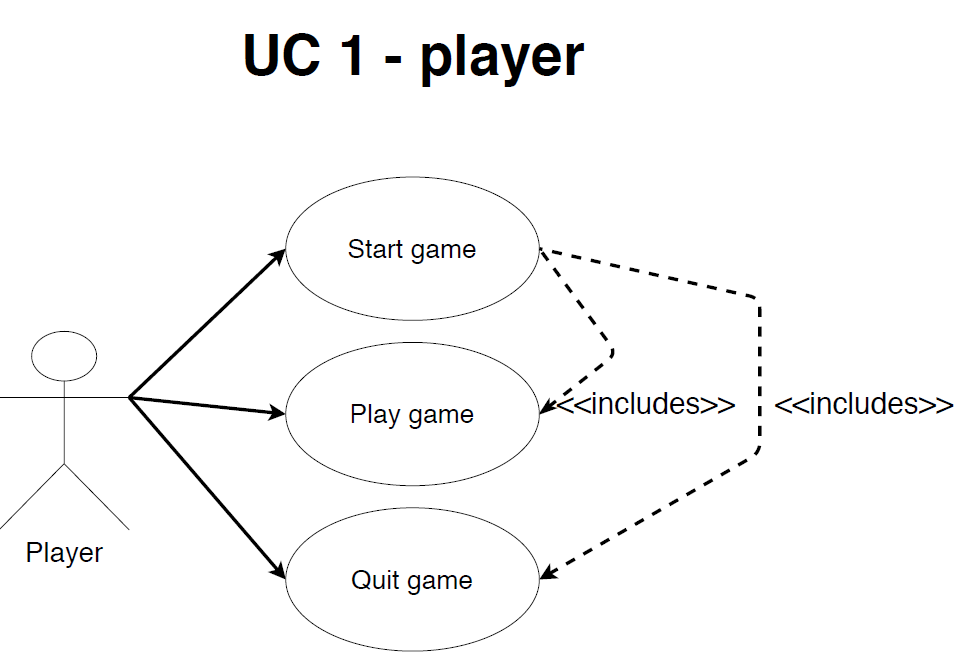 UC 1 - player
Start game
Play game
<<includes>>
<<includes>>
Player
Quit game